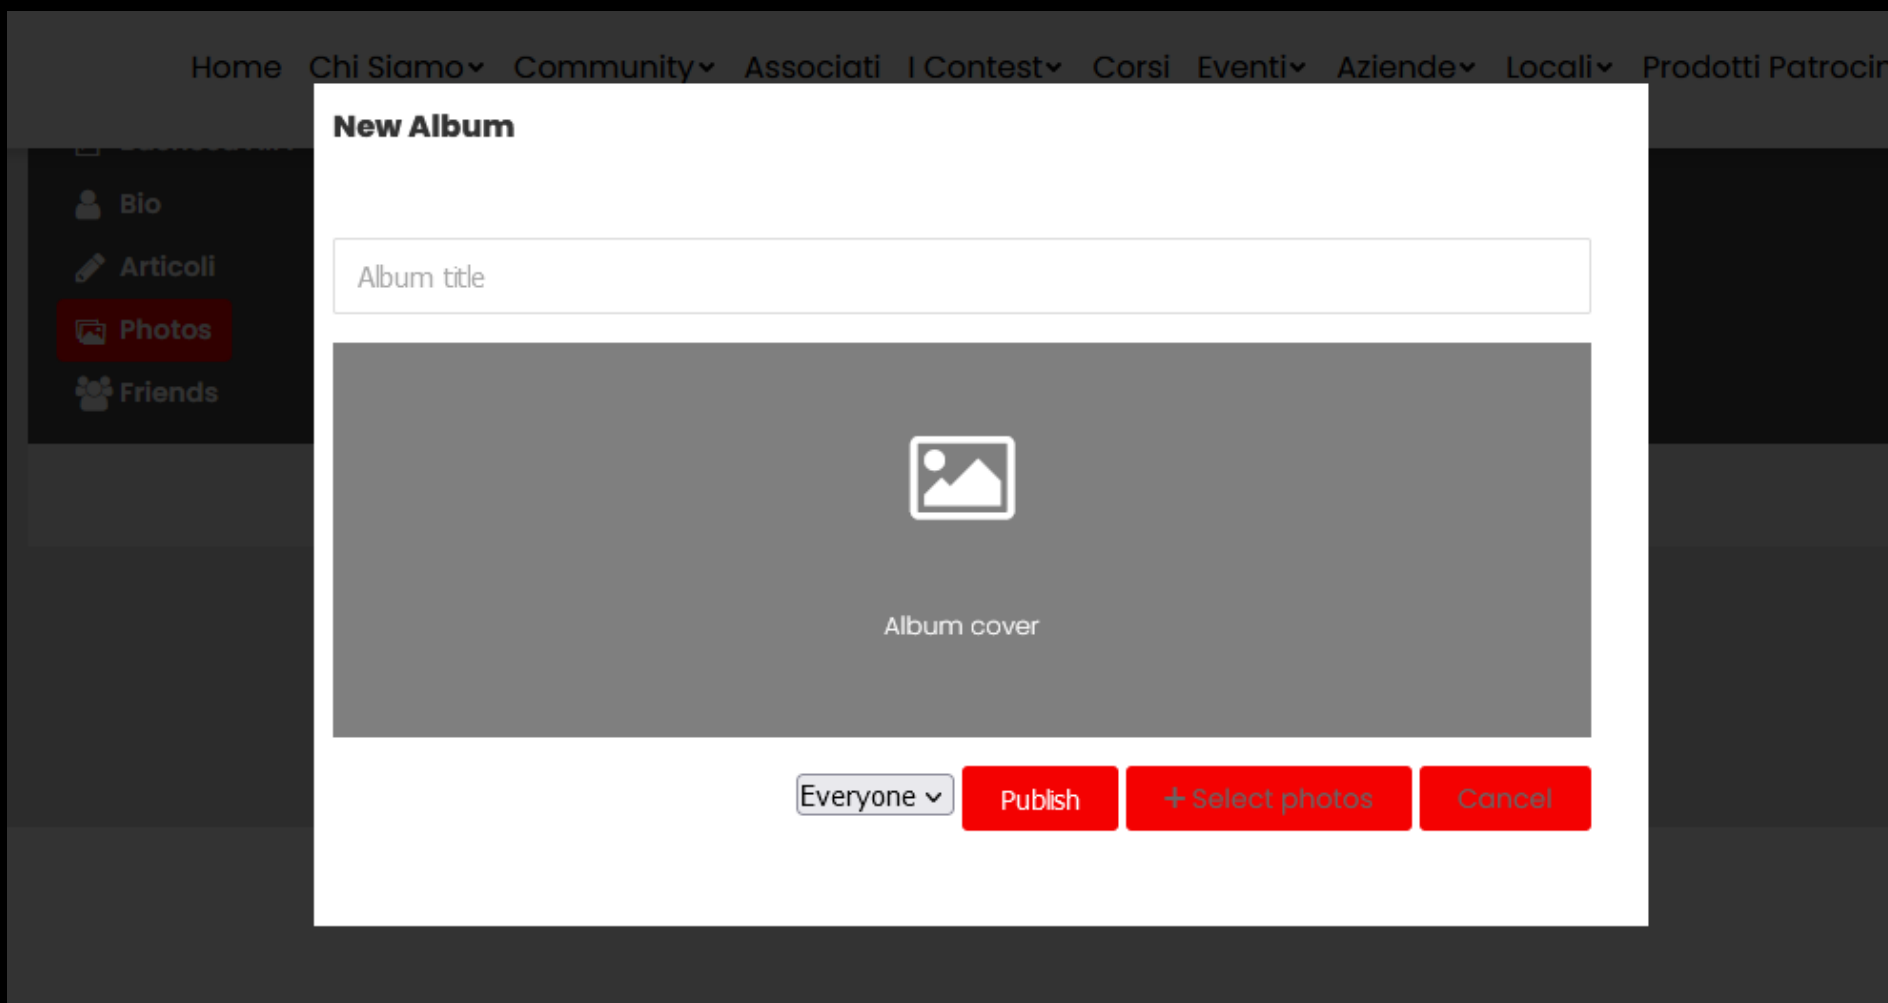 Home Chi Siamo Community Associati I Contest Corsi Eventi Aziende Locali Prodotti
New Album
Bio
Articoli
Photos
Friends
Album title
Album cover
Everyone Publish + Select photos Cancel